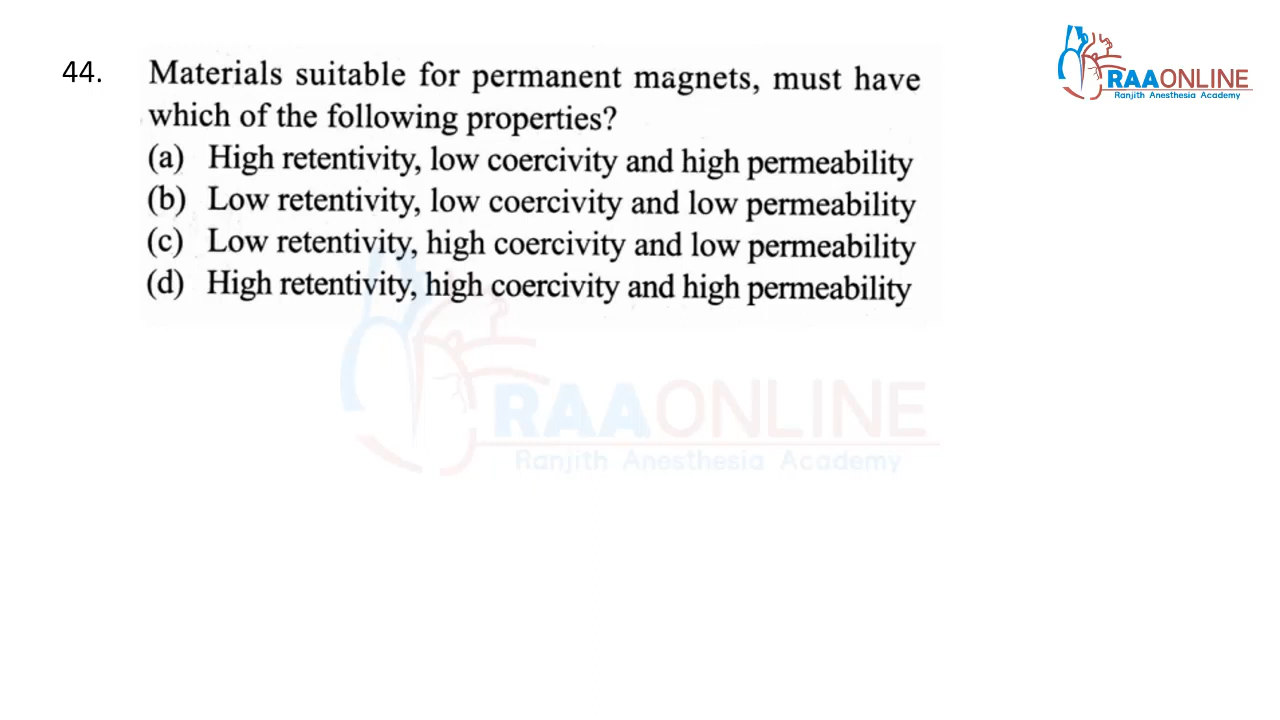 RAAONLINE
Ranjith Anesthesia Academy
44. Materials suitable for permanent magnets, must have
which of the following properties?
(a) High retentivity, low coercivity and high permeability
(b) Low retentivity, low coercivity and low permeability
(c) Low retentivity, high coercivity and low permeability
(d) High retentivity, high coercivity and high permeability
RAAONLINE
Ranjith Anesthesia Academy